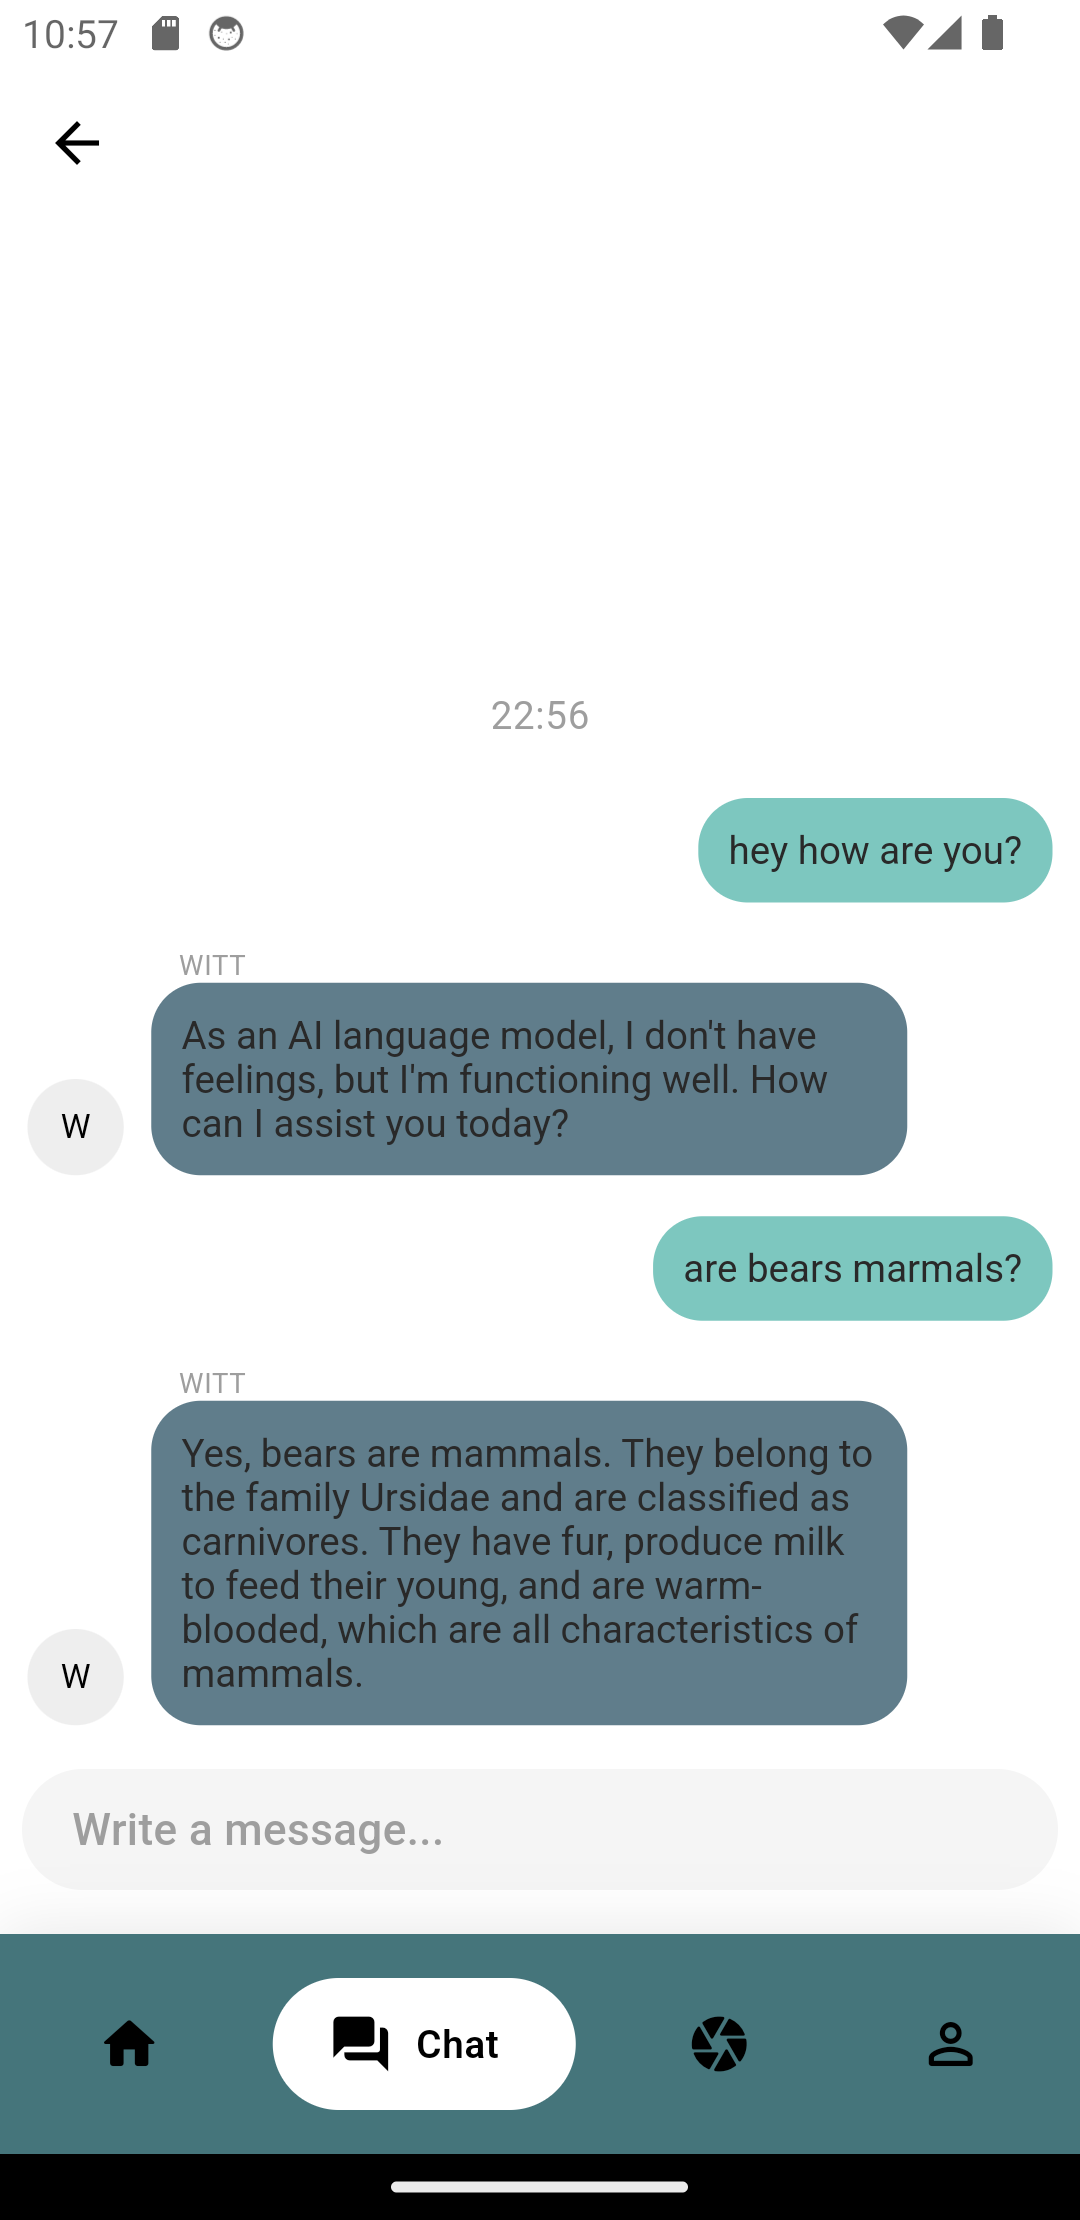 10:57
22:56
hey how are you?
WITT
As an AI language model, I don't have
feelings, but I'm functioning well. How
can I assist you today?
W
are bears marmals?
WITT
Yes, bears are mammals. They belong to
the family Ursidae and are classified as
carnivores. They have fur, produce milk
to feed their young, and are warm-
blooded, which are all characteristics of
mammals.
W
Write a message...
Chat